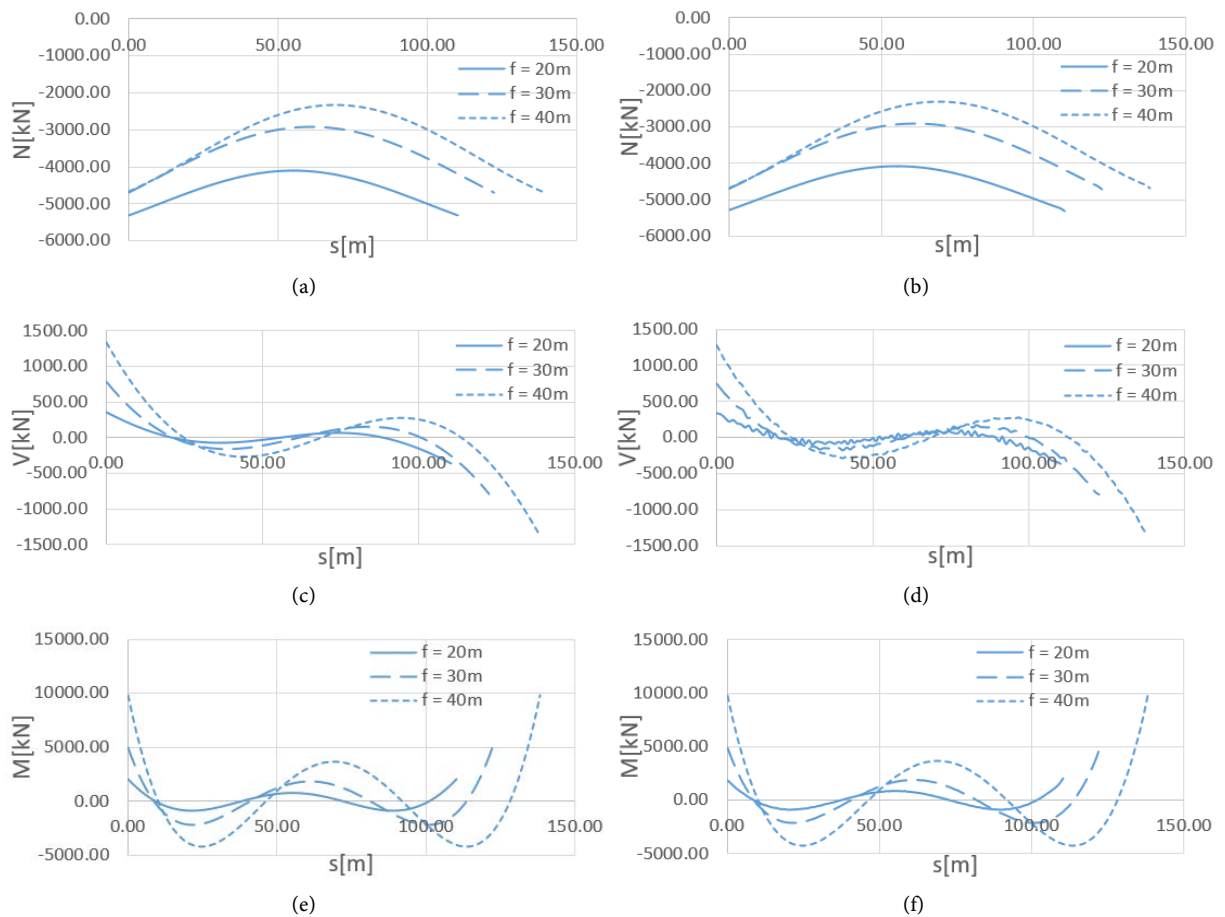 0.00
0.00 50.00 100.00 150.00
-1000.00
-2000.00
-3000.00
-4000.00
-5000.00
-6000.00
N[kN]
s[m]
f = 20m
f = 30m
f = 40m
(a)
0.00
0.00 50.00 100.00 150.00
-1000.00
-2000.00
-3000.00
-4000.00
-5000.00
-6000.00
N[kN]
s[m]
f = 20m
f = 30m
f = 40m
(b)
1500.00
1000.00
500.00
0.00
-500.00
-1000.00
-1500.00
0.00 50.00 100.00 150.00
V[kN]
s[m]
f = 20m
f = 30m
f = 40m
(c)
1500.00
1000.00
500.00
0.00
-500.00
-1000.00
-1500.00
0.00 50.00 100.00 150.00
V[kN]
s[m]
f = 20m
f = 30m
f = 40m
(d)
15000.00
10000.00
5000.00
0.00
-5000.00
0.00 50.00 100.00 150.00
M[kN]
s[m]
f = 20m
f = 30m
f = 40m
(e)
15000.00
10000.00
5000.00
0.00
-5000.00
0.00 50.00 100.00 150.00
M[kN]
s[m]
f = 20m
f = 30m
f = 40m
(f)